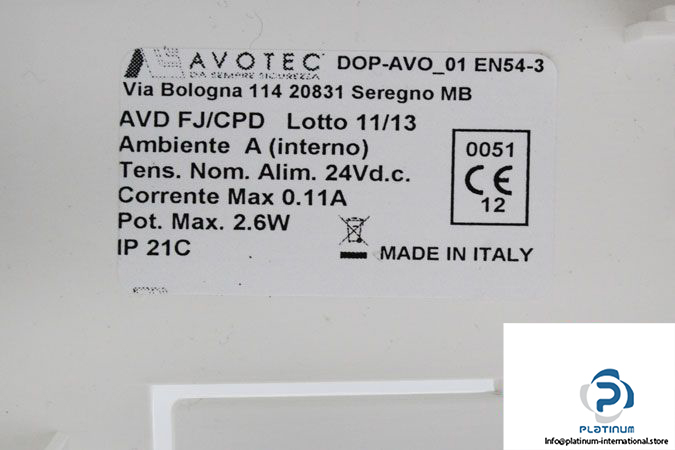 AVOTEC DOP-AVO_01 EN54-3
DA SEMPRE SICUREZZA
Via Bologna 114 20831 Seregno MB
AVD FJ/CPD Lotto 11/13
Ambiente A (interno)
Tens. Nom. Alim. 24Vd.c.
Corrente Max 0.11A
Pot. Max. 2.6W
IP 21C
0051
CE
12
MADE IN ITALY
PLATINUM
Info@platinum-international.store